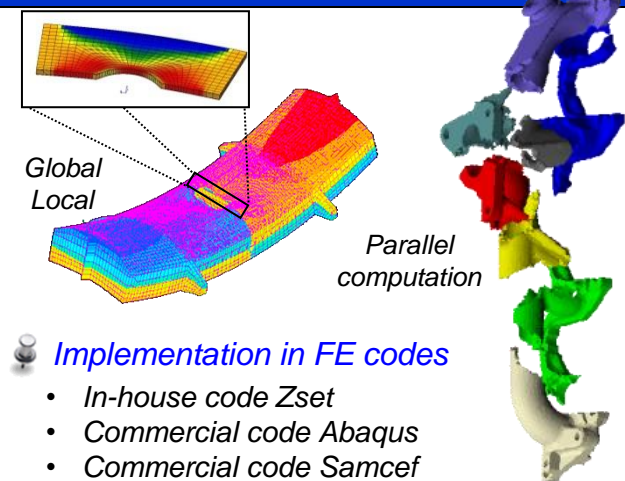 Global
Local
Parallel
computation
Implementation in FE codes
• In-house code Zset
• Commercial code Abaqus
• Commercial code Samcef